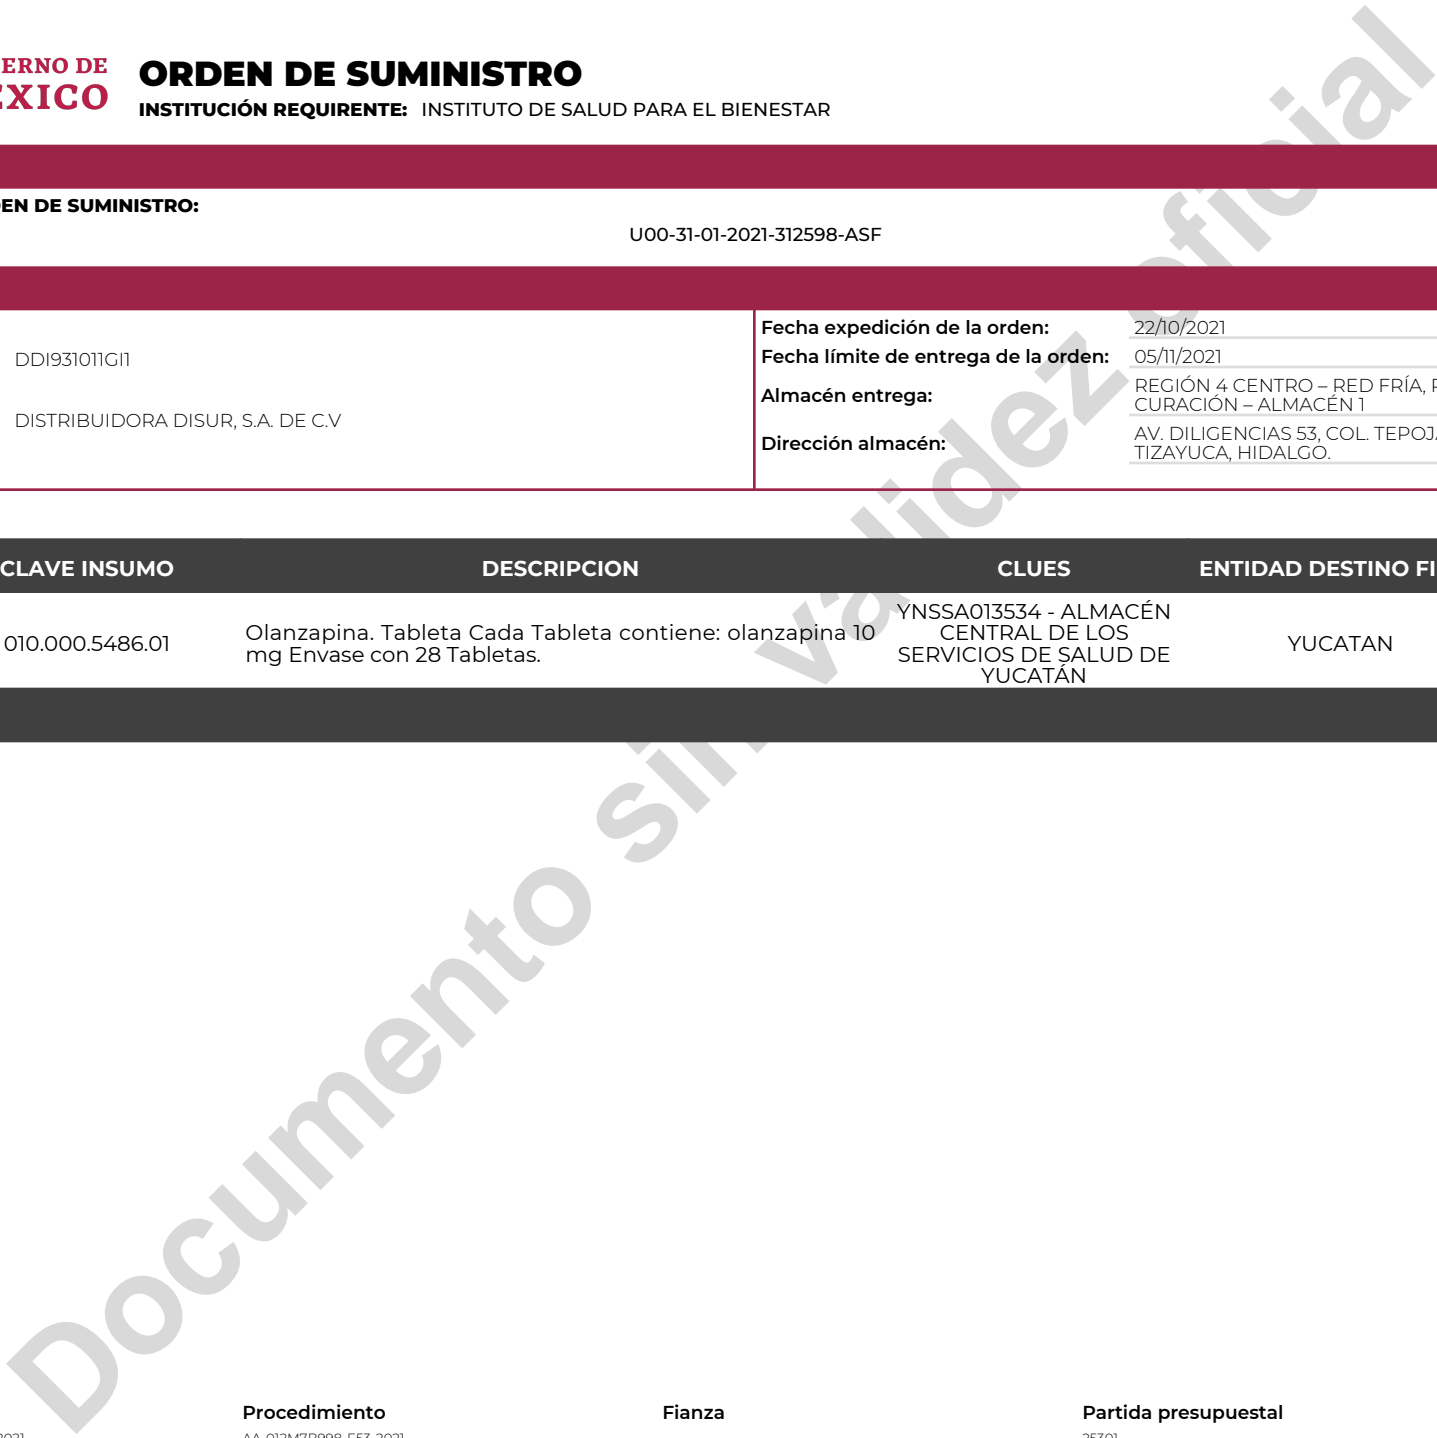 ERNO DE
ORDEN DE SUMINISTRO
INSTITUCIÓN REQUIRENTE: INSTITUTO DE SALUD PARA EL BIENESTAR
DE SUMINISTRO:
U00-31-01-2021-312598-ASF
DDI931011GI1
DISTRIBUIDORA DISUR, S.A. DE C.V
Fecha expedición de la orden: 22/10/2021
Fecha límite de entrega de la orden: 05/11/2021
Almacén entrega:
REGIÓN 4 CENTRO – RED FRÍA,
CURACIÓN – ALMACÉN 1
Dirección almacén:
AV. DILIGENCIAS 53, COL.
TIZAYUCA, HIDALGO.
CLAVE INSUMO DESCRIPCION CLUES ENTIDAD DESTINO
010.000.5486.01
Olanzapina. Tableta Cada Tableta contiene: olanzapina 10
mg Envase con 28 Tabletas.
YNSSA013534 - ALMACÉN
CENTRAL DE LOS
SERVICIOS DE SALUD DE
YUCATÁN
YUCATAN
Documento sin validez oficial
Procedimiento Fianza Partida presupuestal